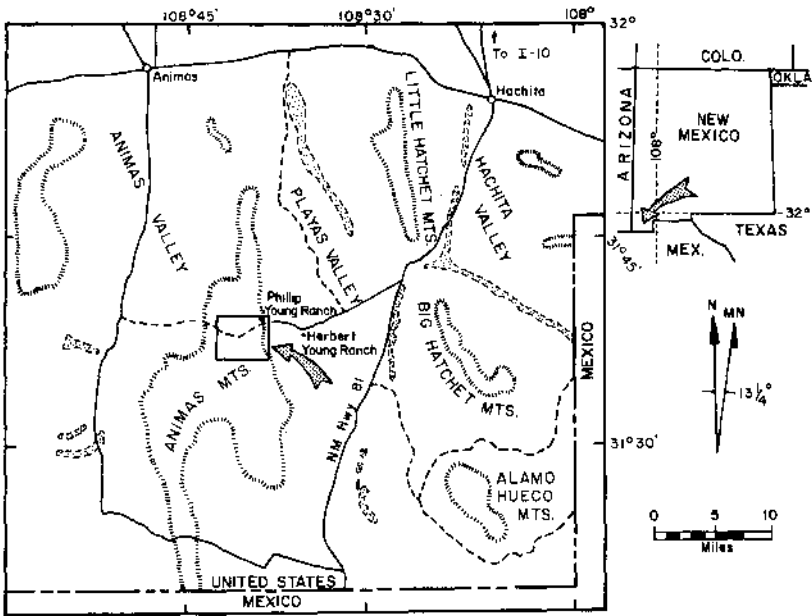 108°45'
108°30'
108°
32°
To I-10
Animas
Hachita
ANIMAS
VALLEY
PLAYAS VALLEY
LITTLE HATCHET MTS.
HACHITA
VALLEY
Phillip
Young Ranch
Herbert
Young Ranch
ANIMAS
MTS.
NM Hwy 81
BIG
HATCHET MTS.
ALAMO
HUECO
MTS.
MEXICO
31°45'
31°30'
UNITED STATES
MEXICO
COLO.
OKLA
ARIZONA
108°
NEW
MEXICO
32°
TEXAS
MEX.
N
MN
13 1/4°
0 5 10
Miles